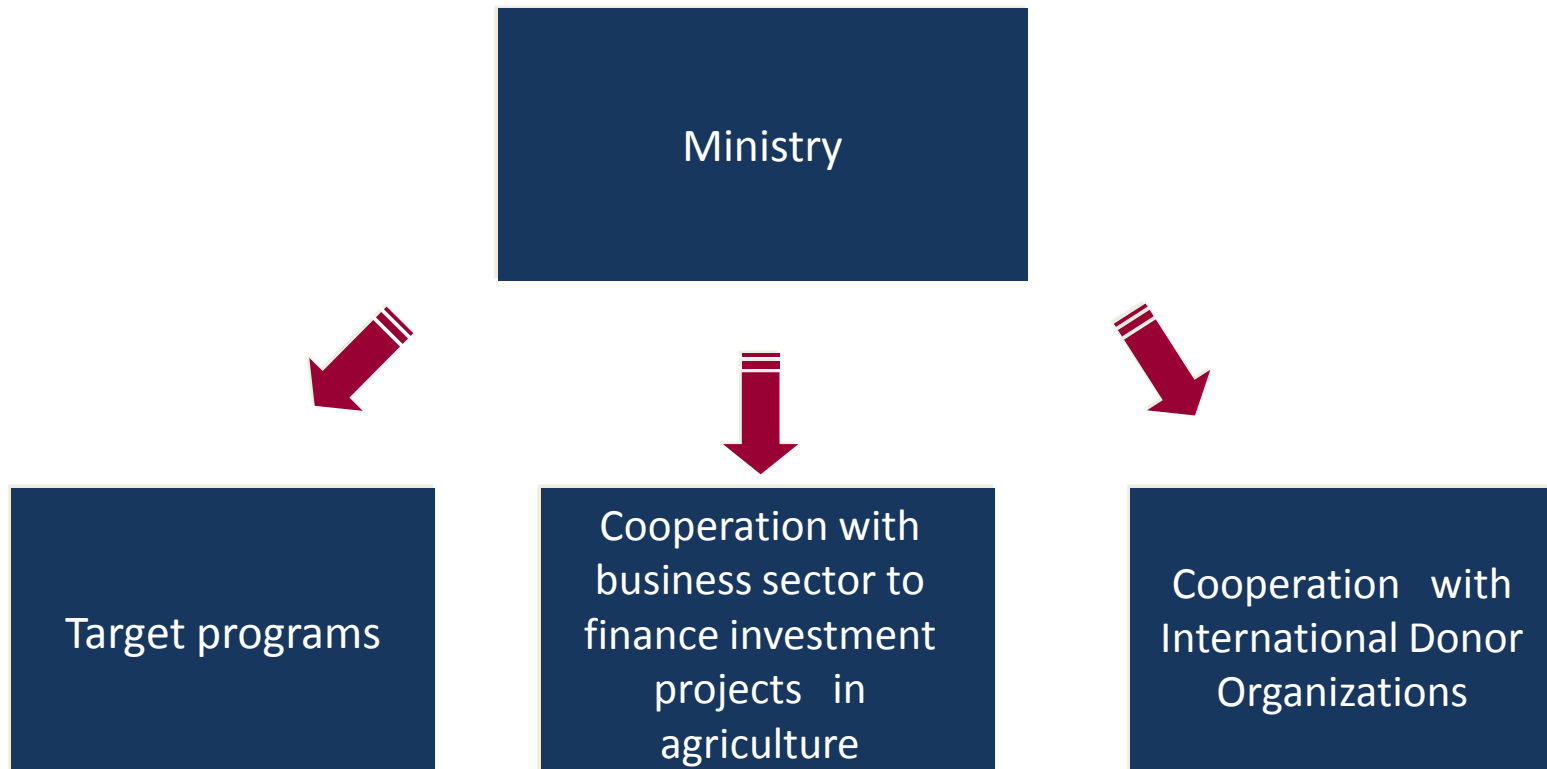 Ministry
Target programs
Cooperation with
business sector to
finance investment
projects in
agriculture
Cooperation with
International Donor
Organizations